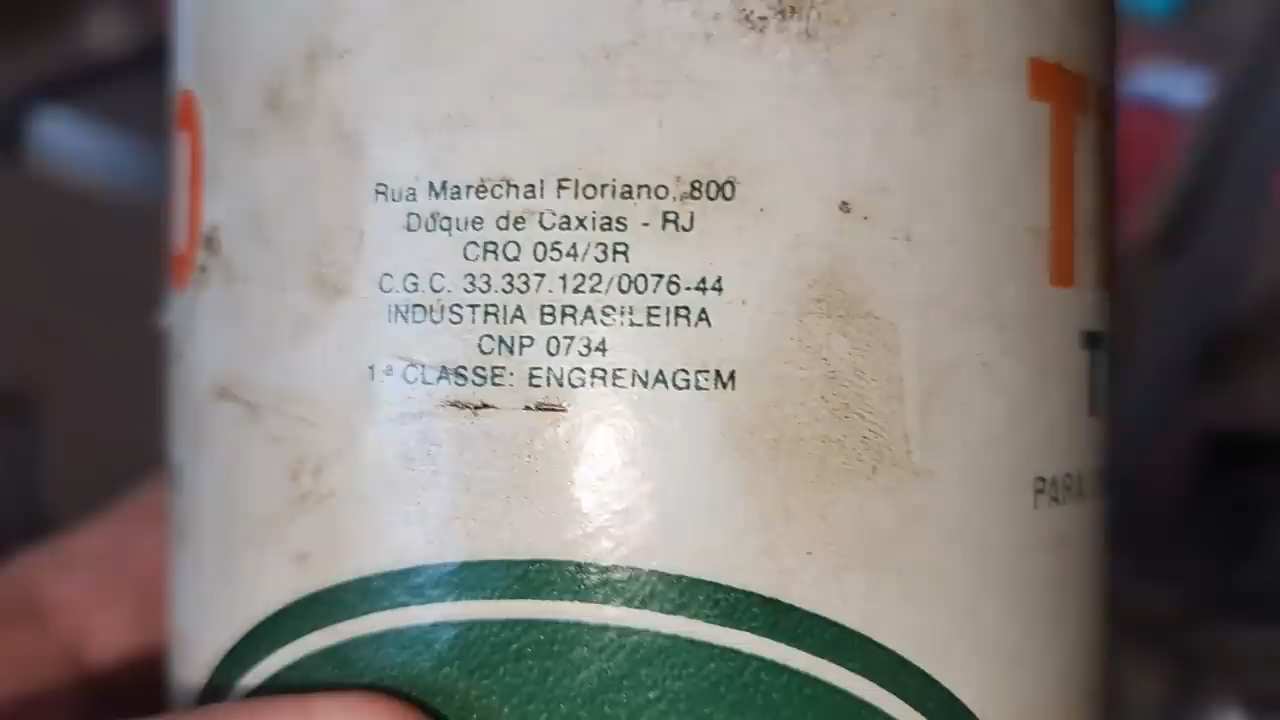 Rua Marechal Floriano, 800
Duque de Caxias - RJ
CRQ 054/3R
C.G.C. 33.337.122/0076-44
INDÚSTRIA BRASILEIRA
CNP 0734
1.ª CLASSE: ENGRENAGEM
T
PARA